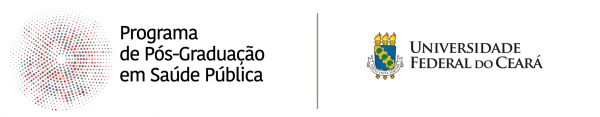 Programa
de Pós-Graduação
em Saúde Pública
UNIVERSIDADE
FEDERAL DO CEARÁ